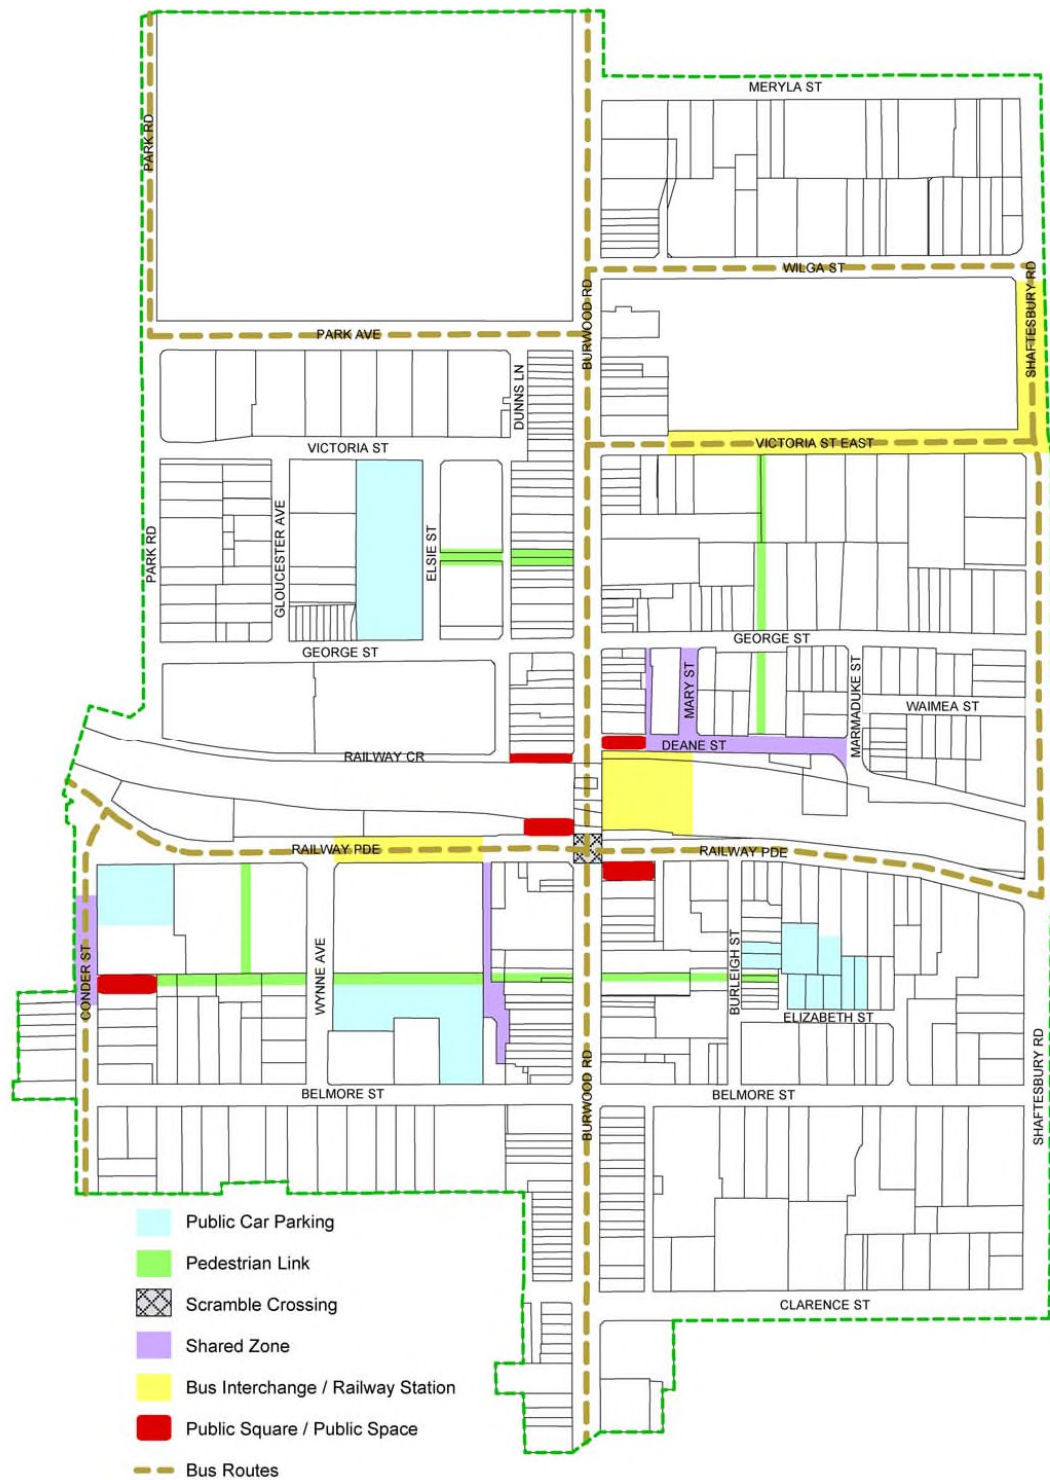 MERYLA ST
PARK RD
WILGA ST
BURWOOD RD
SHAFTESBURY RD
PARK AVE
DUNNS LN
VICTORIA ST
VICTORIA ST EAST
PARK RD
GLOUCESTER AVE
ELSIE ST
GEORGE ST
GEORGE ST
MARY ST
MARMADUKE ST
WAIMEA ST
DEANE ST
RAILWAY CR
RAILWAY PDE
RAILWAY PDE
CONDER ST
WYNNE AVE
BURLEIGH ST
ELIZABETH ST
BURWOOD RD
SHAFTESBURY RD
BELMORE ST
BELMORE ST
CLARENCE ST
Public Car Parking
Pedestrian Link
Scramble Crossing
Shared Zone
Bus Interchange / Railway Station
Public Square / Public Space
Bus Routes